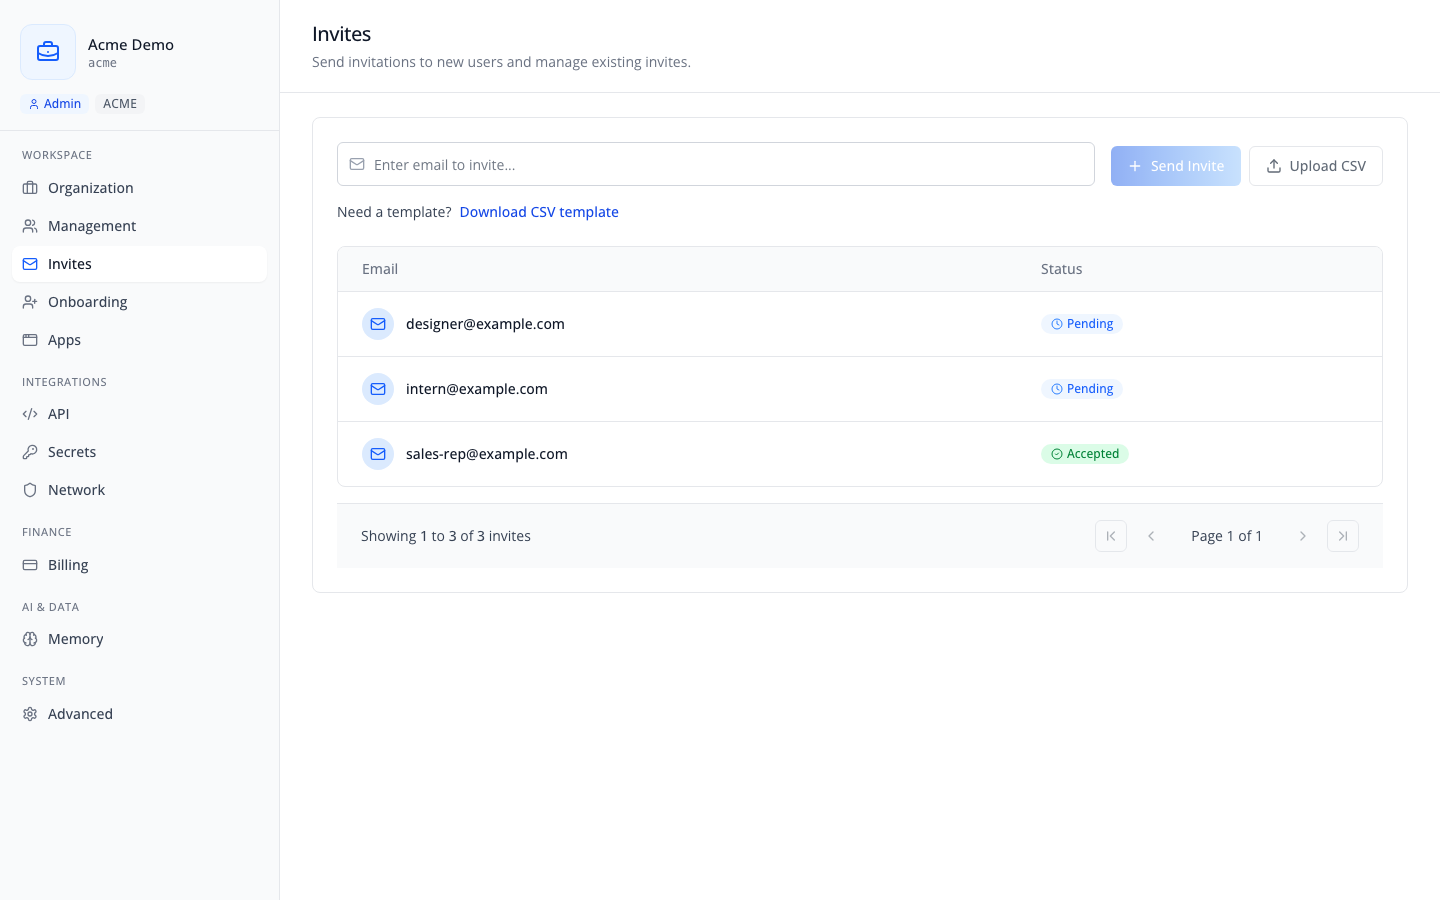 Acme Demo
acme
Admin
ACME
WORKSPACE
Organization
Management
Invites
Onboarding
Apps
INTEGRATIONS
API
Secrets
Network
FINANCE
Billing
AI & DATA
Memory
SYSTEM
Advanced
Invites
Send invitations to new users and manage existing invites.
Enter email to invite...
Send Invite
Upload CSV
Need a template? Download CSV template
Email Status
designer@example.com Pending
intern@example.com Pending
sales-rep@example.com Accepted
Showing 1 to 3 of 3 invites
Page 1 of 1